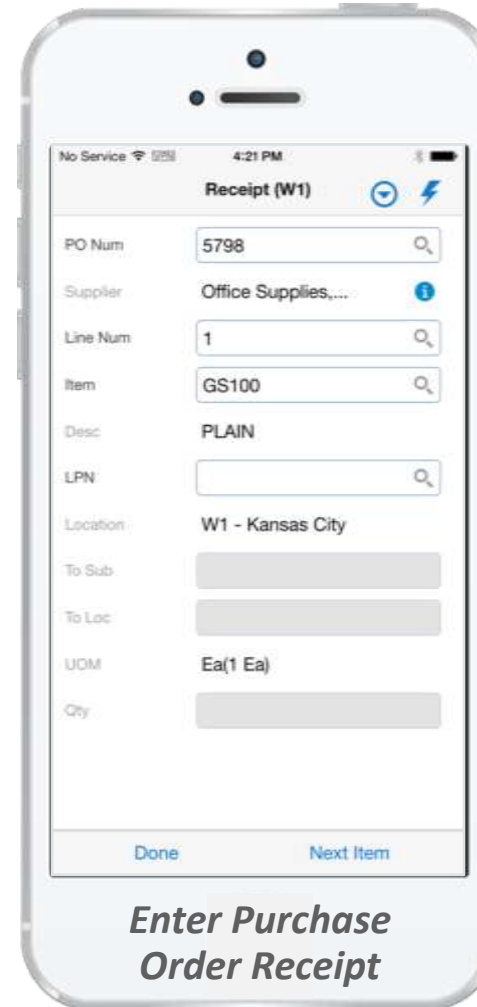 No Service 4:21 PM
Receipt (W1)
PO Num 5798
Supplier Office Supplies,...
Line Num 1
Item GS100
Desc PLAIN
LPN
Location W1 - Kansas City
To Sub
To Loc
UOM Ea(1 Ea)
Qty
Done Next Item
Enter Purchase
Order Receipt